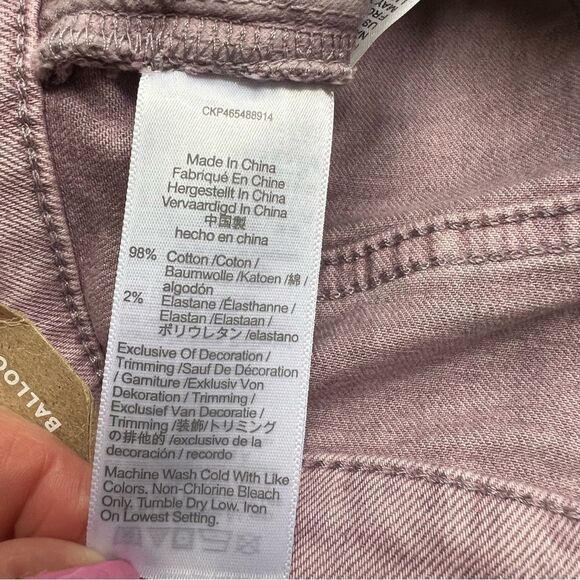 CKP465488914
Made In China
Fabriqué En Chine
Hergestellt In China
Vervaardigd In China
中国製
hecho en china
98% Cotton /Coton/
Baumwolle /Katoen /綿 /
algodón
2% Elastane /Élasthanne /
Elastan /Elastaan/
ポリウレタン /elastano
Exclusive Of Decoration /
Trimming /Sauf De Décoration
/ Garniture /Exklusiv Von
Dekoration / Trimming /
Exclusief Van Decoratie /
Trimming /装飾/トリミング
の排他的 /exclusivo de la
decoración / recordo
Machine Wash Cold With Like
Colors. Non-Chlorine Bleach
Only. Tumble Dry Low. Iron
On Lowest Setting.
BALLOO